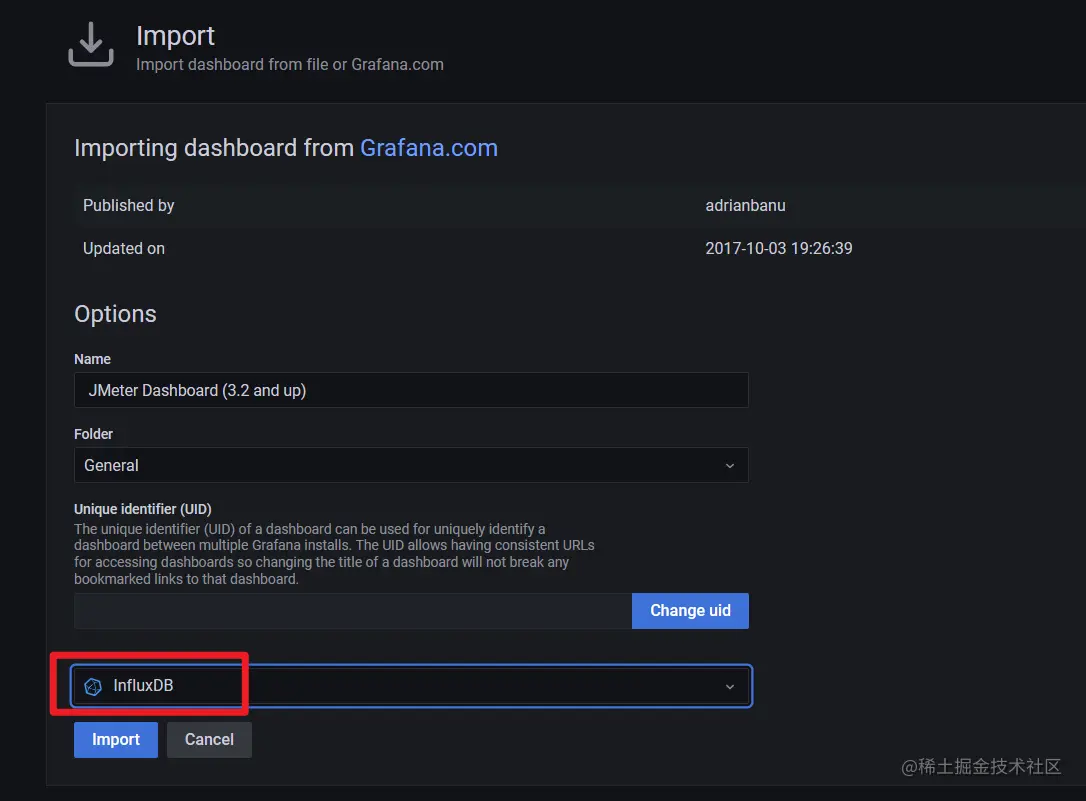 Import
Import dashboard from file or Grafana.com
Importing dashboard from Grafana.com
Published by adrianbanu
Updated on 2017-10-03 19:26:39
Options
Name
JMeter Dashboard (3.2 and up)
Folder
General
Unique identifier (UID)
The unique identifier (UID) of a dashboard can be used for uniquely identify a
dashboard between multiple Grafana installs. The UID allows having consistent URLs
for accessing dashboards so changing the title of a dashboard will not break any
bookmarked links to that dashboard.
Change uid
InfluxDB
Import Cancel
@稀土掘金技术社区